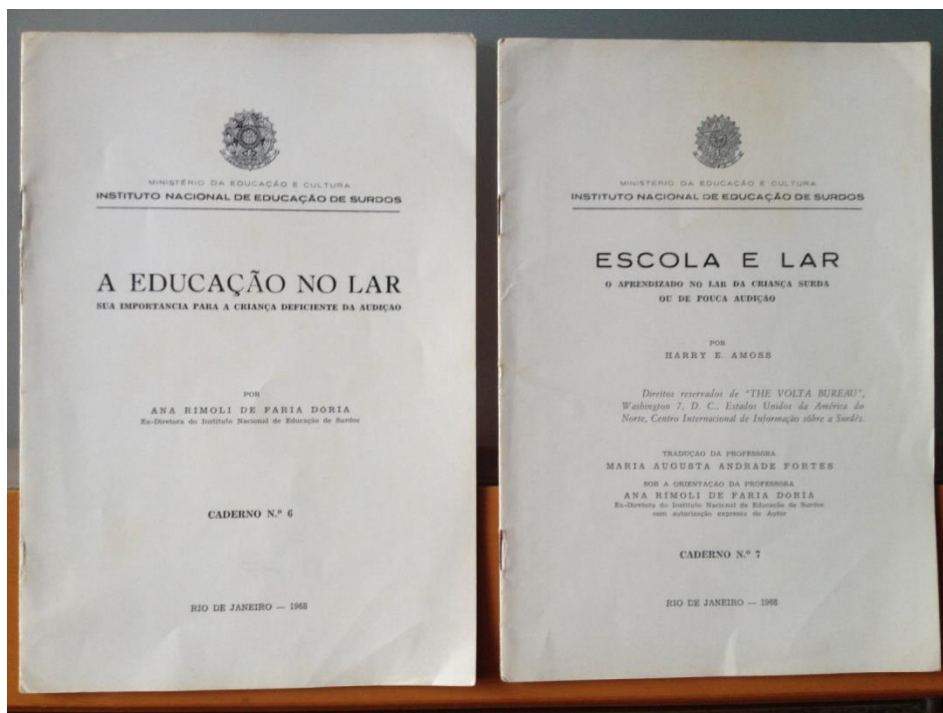 MINISTÉRIO DA EDUCAÇÃO E CULTURA
INSTITUTO NACIONAL DE EDUCAÇÃO DE SURDOS
A EDUCAÇÃO NO LAR
SUA IMPORTANCIA PARA A CRIANÇA DEFICIENTE DA AUDIÇAO
POR
ANA RIMOLI DE FARIA DORIA
Ex-Diretora do Instituto Nacional de Educação de Surdos
CADERNO N.º 6
RIO DE JANEIRO — 1968
MINISTÉRIO DA EDUCAÇÃO E CULTURA
INSTITUTO NACIONAL DE EDUCAÇÃO DE SURDOS
ESCOLA E LAR
O APRENDIZADO NO LAR DA CRIANÇA SURDA
OU DE POUCA AUDIÇÃO
POR
HARRY E. AMOSS
Direitos reservados de "THE VOLTA BUREAU",
Washington 7, D. C., Estados Unidos da América do
Norte, Centro Internacional de Informação sôbre a Surdês.
TRADUÇÃO DA PROFESSORA
MARIA AUGUSTA ANDRADE FORTES
SOB A ORIENTAÇÃO DA PROFESSORA
ANA RIMOLI DE FARIA DORIA
Ex-Diretora do Instituto Nacional de Educação de Surdos
com autorização expressa do Autor
CADERNO N.º 7
RIO DE JANEIRO — 1968